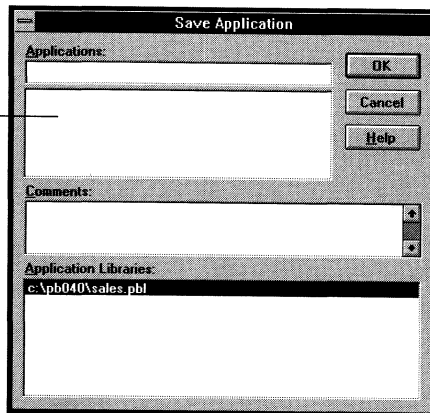 Save Application
Applications:
OK
Cancel
Help
Comments:
Application Libraries:
c:\pb040\sales.pbl